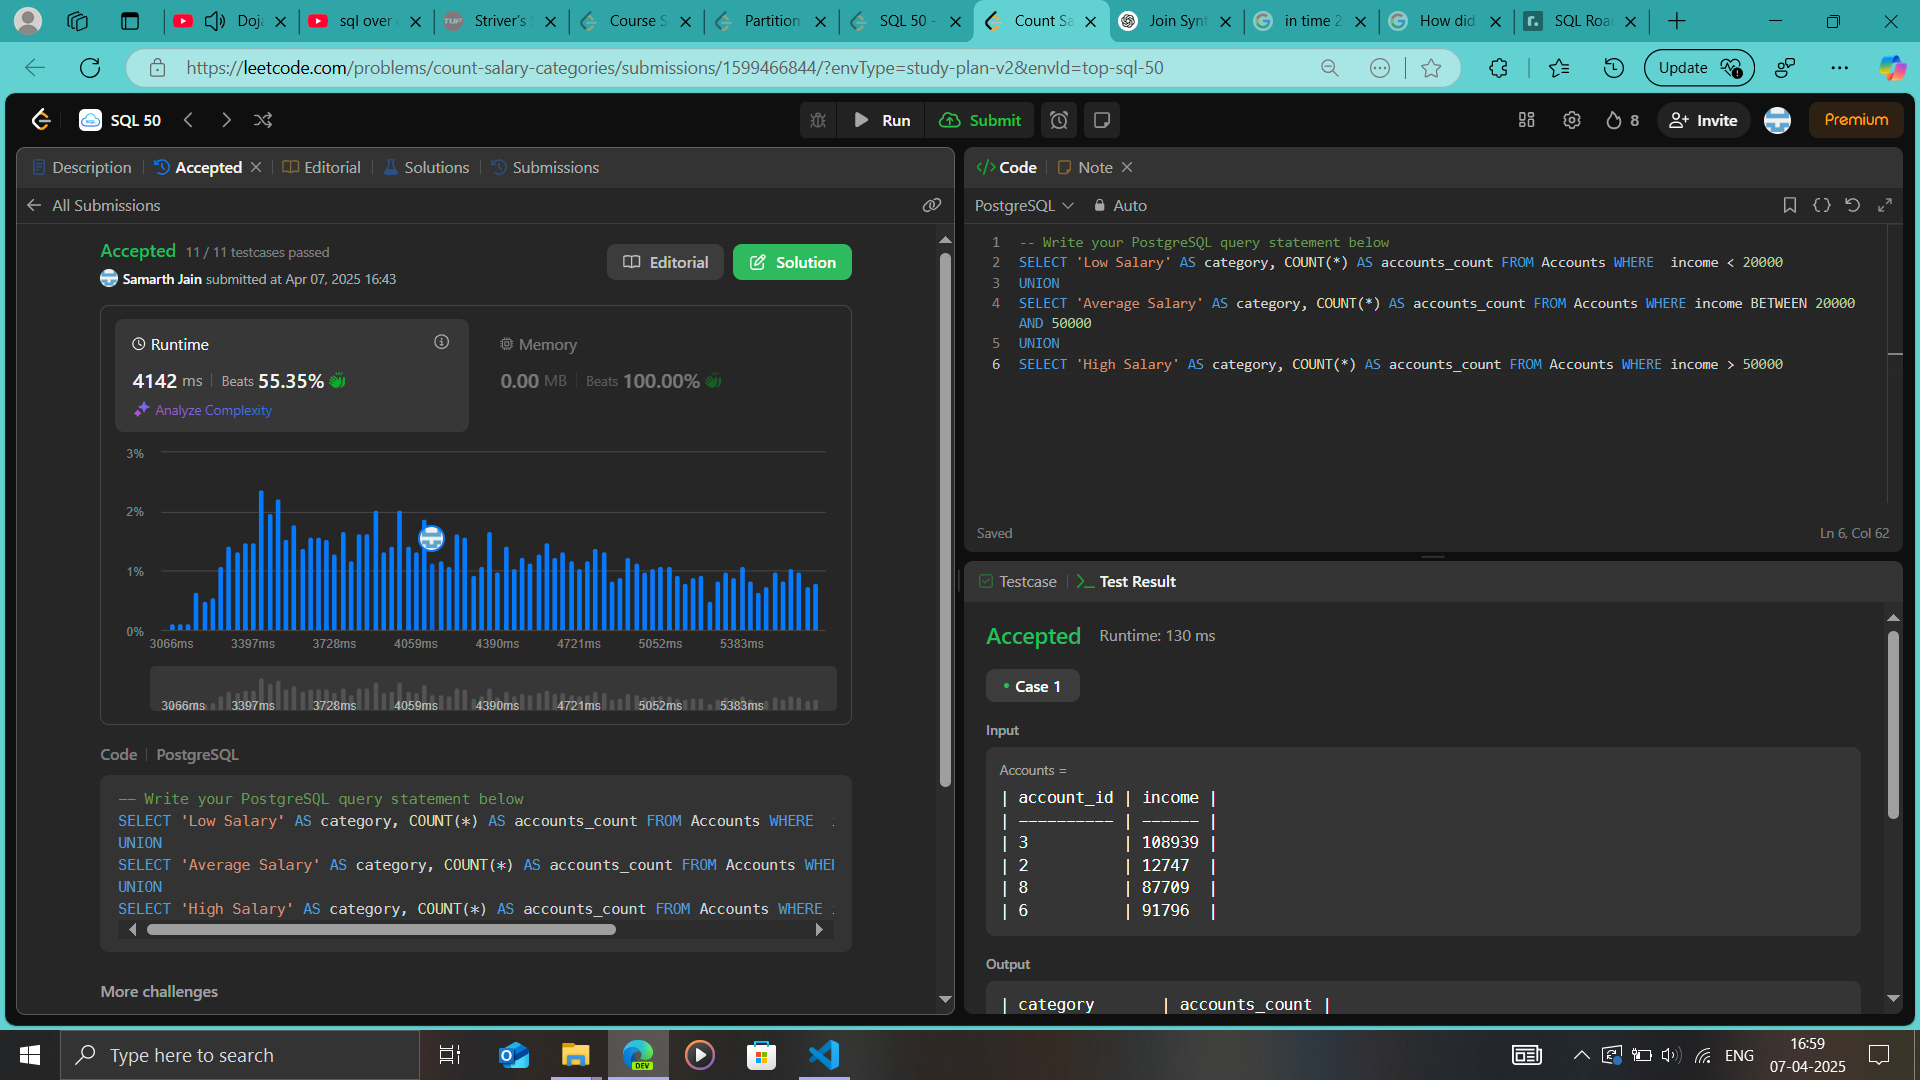 Doja
sql over
Striver's
Course S
Partition
SQL 50 -
Count Sa
Join Synt
in time 2
How did
SQL Roa
https://leetcode.com/problems/count-salary-categories/submissions/1599466844/?envType=study-plan-v2&envId=top-sql-50
Update
SQL 50
Run
Submit
8
Invite
Premium
Description
Accepted
Editorial
Solutions
Submissions
All Submissions
Accepted 11 / 11 testcases passed
Samarth Jain submitted at Apr 07, 2025 16:43
Editorial
Solution
Runtime
4142 ms Beats 55.35%
Analyze Complexity
Memory
0.00 MB Beats 100.00%
3%
2%
1%
0%
3066ms 3397ms 3728ms 4059ms 4390ms 4721ms 5052ms 5383ms
3066ms 3397ms 3728ms 4059ms 4390ms 4721ms 5052ms 5383ms
Code PostgreSQL
-- Write your PostgreSQL query statement below
SELECT 'Low Salary' AS category, COUNT(*) AS accounts_count FROM Accounts WHERE
UNION
SELECT 'Average Salary' AS category, COUNT(*) AS accounts_count FROM Accounts WHER
UNION
SELECT 'High Salary' AS category, COUNT(*) AS accounts_count FROM Accounts WHERE
More challenges
Code
Note
PostgreSQL
Auto
1 -- Write your PostgreSQL query statement below
2 SELECT 'Low Salary' AS category, COUNT(*) AS accounts_count FROM Accounts WHERE  income < 20000
3 UNION
4 SELECT 'Average Salary' AS category, COUNT(*) AS accounts_count FROM Accounts WHERE income BETWEEN 20000
AND 50000
5 UNION
6 SELECT 'High Salary' AS category, COUNT(*) AS accounts_count FROM Accounts WHERE income > 50000
Saved
Ln 6, Col 62
Testcase
Test Result
Accepted Runtime: 130 ms
Case 1
Input
Accounts =
| account_id | income |
| ---------- | ------ |
| 3          | 108939 |
| 2          | 12747  |
| 8          | 87709  |
| 6          | 91796  |
Output
| category       | accounts_count |
Type here to search
DEV
ENG
16:59
07-04-2025